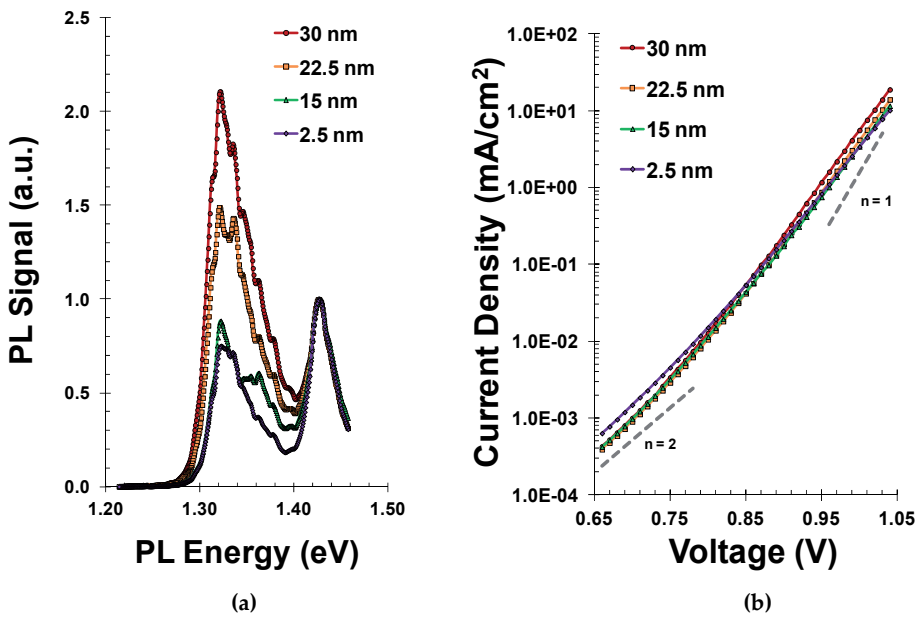 2.5
2.0
1.5
1.0
0.5
0.0
PL Signal (a.u.)
30 nm
22.5 nm
15 nm
2.5 nm
1.20
1.30
1.40
1.50
PL Energy (eV)
(a)
1.0E+03
1.0E+02
1.0E+01
1.0E+00
1.0E-01
1.0E-02
1.0E-03
1.0E-04
Current Density (mA/cm²)
30 nm
22.5 nm
15 nm
2.5 nm
n = 1
n = 2
0.65
0.75
0.85
0.95
1.05
Voltage (V)
(b)